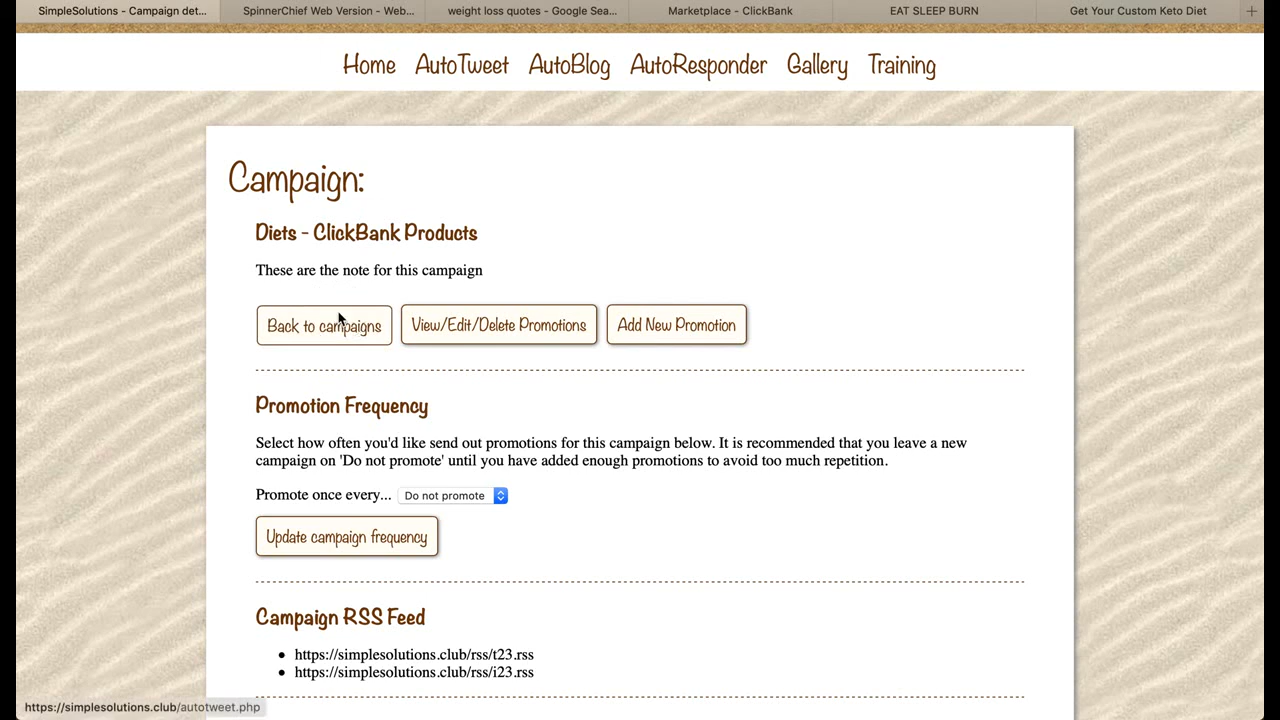 SimpleSolutions - Campaign det...
SpinnerChief Web Version - Web...
weight loss quotes - Google Sea...
Marketplace - ClickBank
EAT SLEEP BURN
Get Your Custom Keto Diet
Home AutoTweet AutoBlog AutoResponder Gallery Training
Campaign:
Diets - ClickBank Products
These are the note for this campaign
Back to campaigns
View/Edit/Delete Promotions
Add New Promotion
Promotion Frequency
Select how often you'd like send out promotions for this campaign below. It is recommended that you leave a new
campaign on 'Do not promote' until you have added enough promotions to avoid too much repetition.
Promote once every... Do not promote
Update campaign frequency
Campaign RSS Feed
https://simplesolutions.club/rss/t23.rss
https://simplesolutions.club/rss/i23.rss
https://simplesolutions.club/autotweet.php